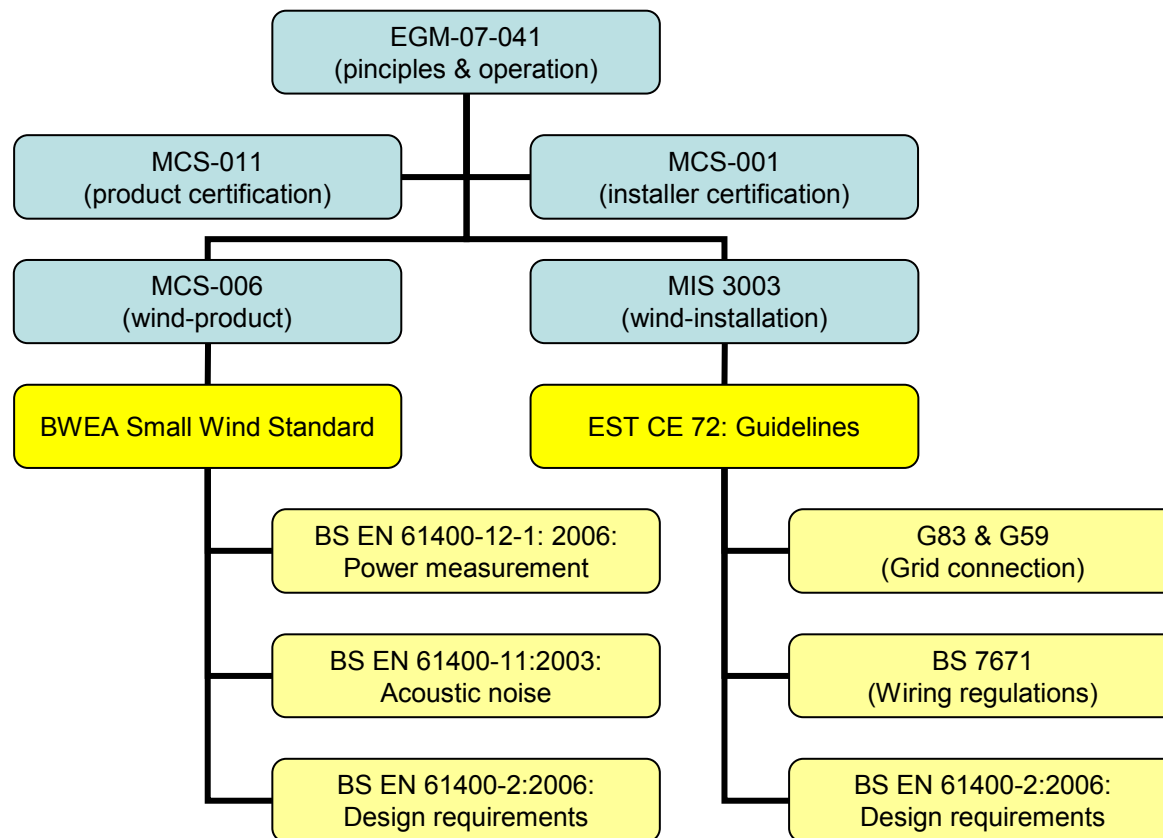 EGM-07-041
(pinciples & operation)
MCS-011
(product certification)
MCS-001
(installer certification)
MCS-006
(wind-product)
MIS 3003
(wind-installation)
BWEA Small Wind Standard
EST CE 72: Guidelines
BS EN 61400-12-1: 2006:
Power measurement
G83 & G59
(Grid connection)
BS EN 61400-11:2003:
Acoustic noise
BS 7671
(Wiring regulations)
BS EN 61400-2:2006:
Design requirements
BS EN 61400-2:2006:
Design requirements